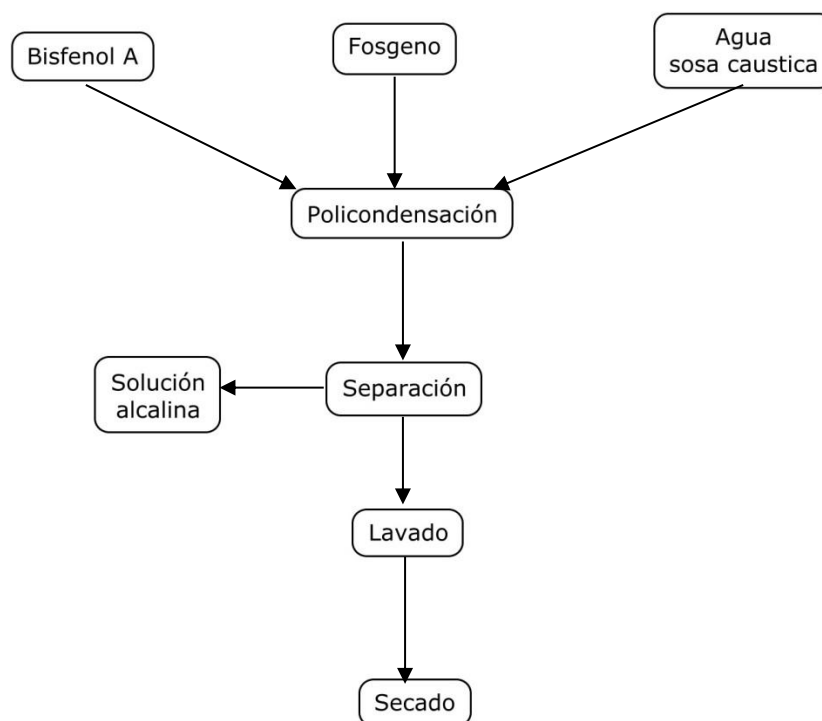 Bisfenol A
Fosgeno
Agua
sosa caustica
Policondensación
Solución
alcalina
Separación
Lavado
Secado